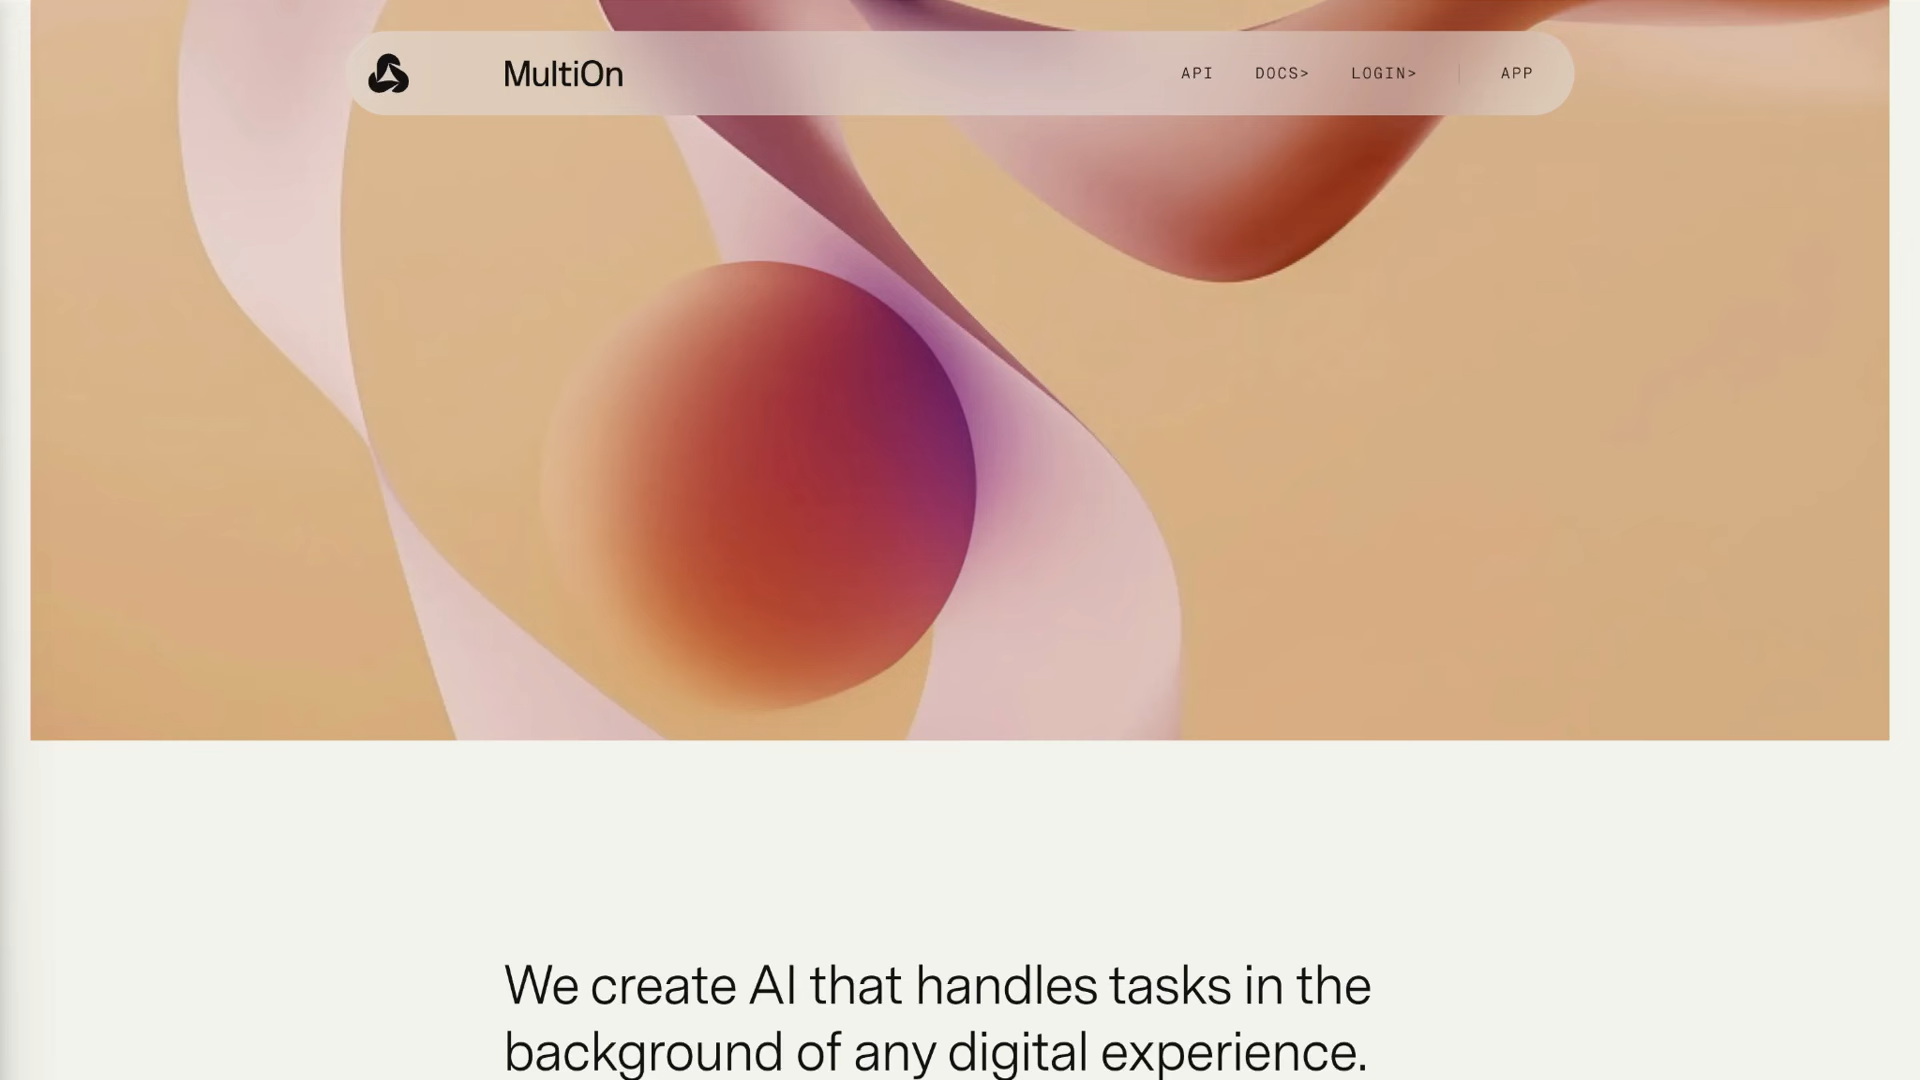 MultiOn
API DOCS> LOGIN> APP
We create AI that handles tasks in the
background of any digital experience.